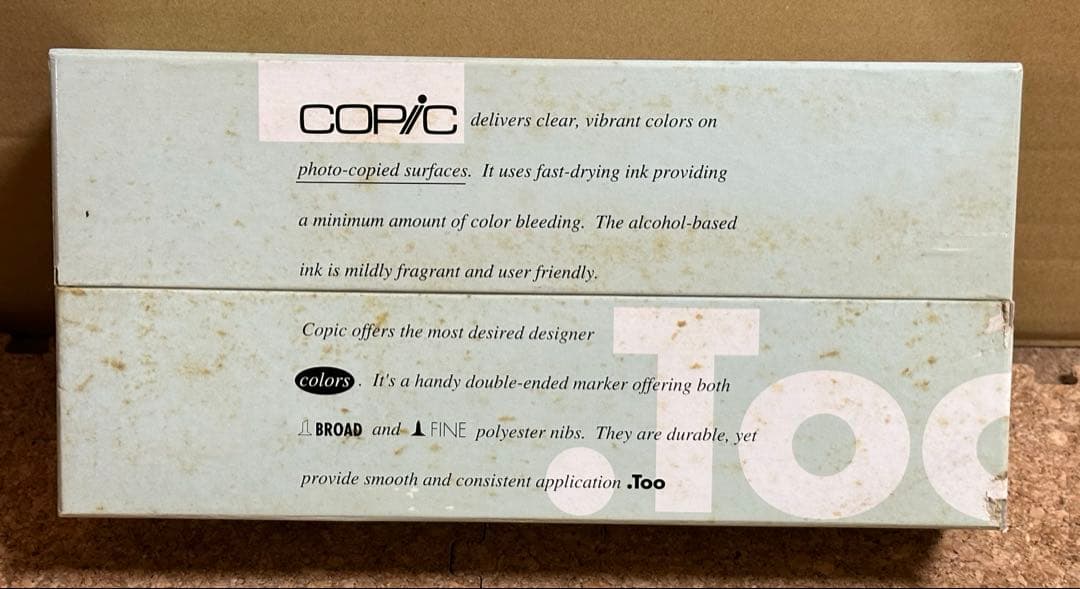 COPIC delivers clear, vibrant colors on
photo-copied surfaces. It uses fast-drying ink providing
a minimum amount of color bleeding. The alcohol-based
ink is mildly fragrant and user friendly.
Copic offers the most desired designer
colors. It's a handy double-ended marker offering both
BROAD and FINE polyester nibs. They are durable, yet
provide smooth and consistent application .Too
.Too